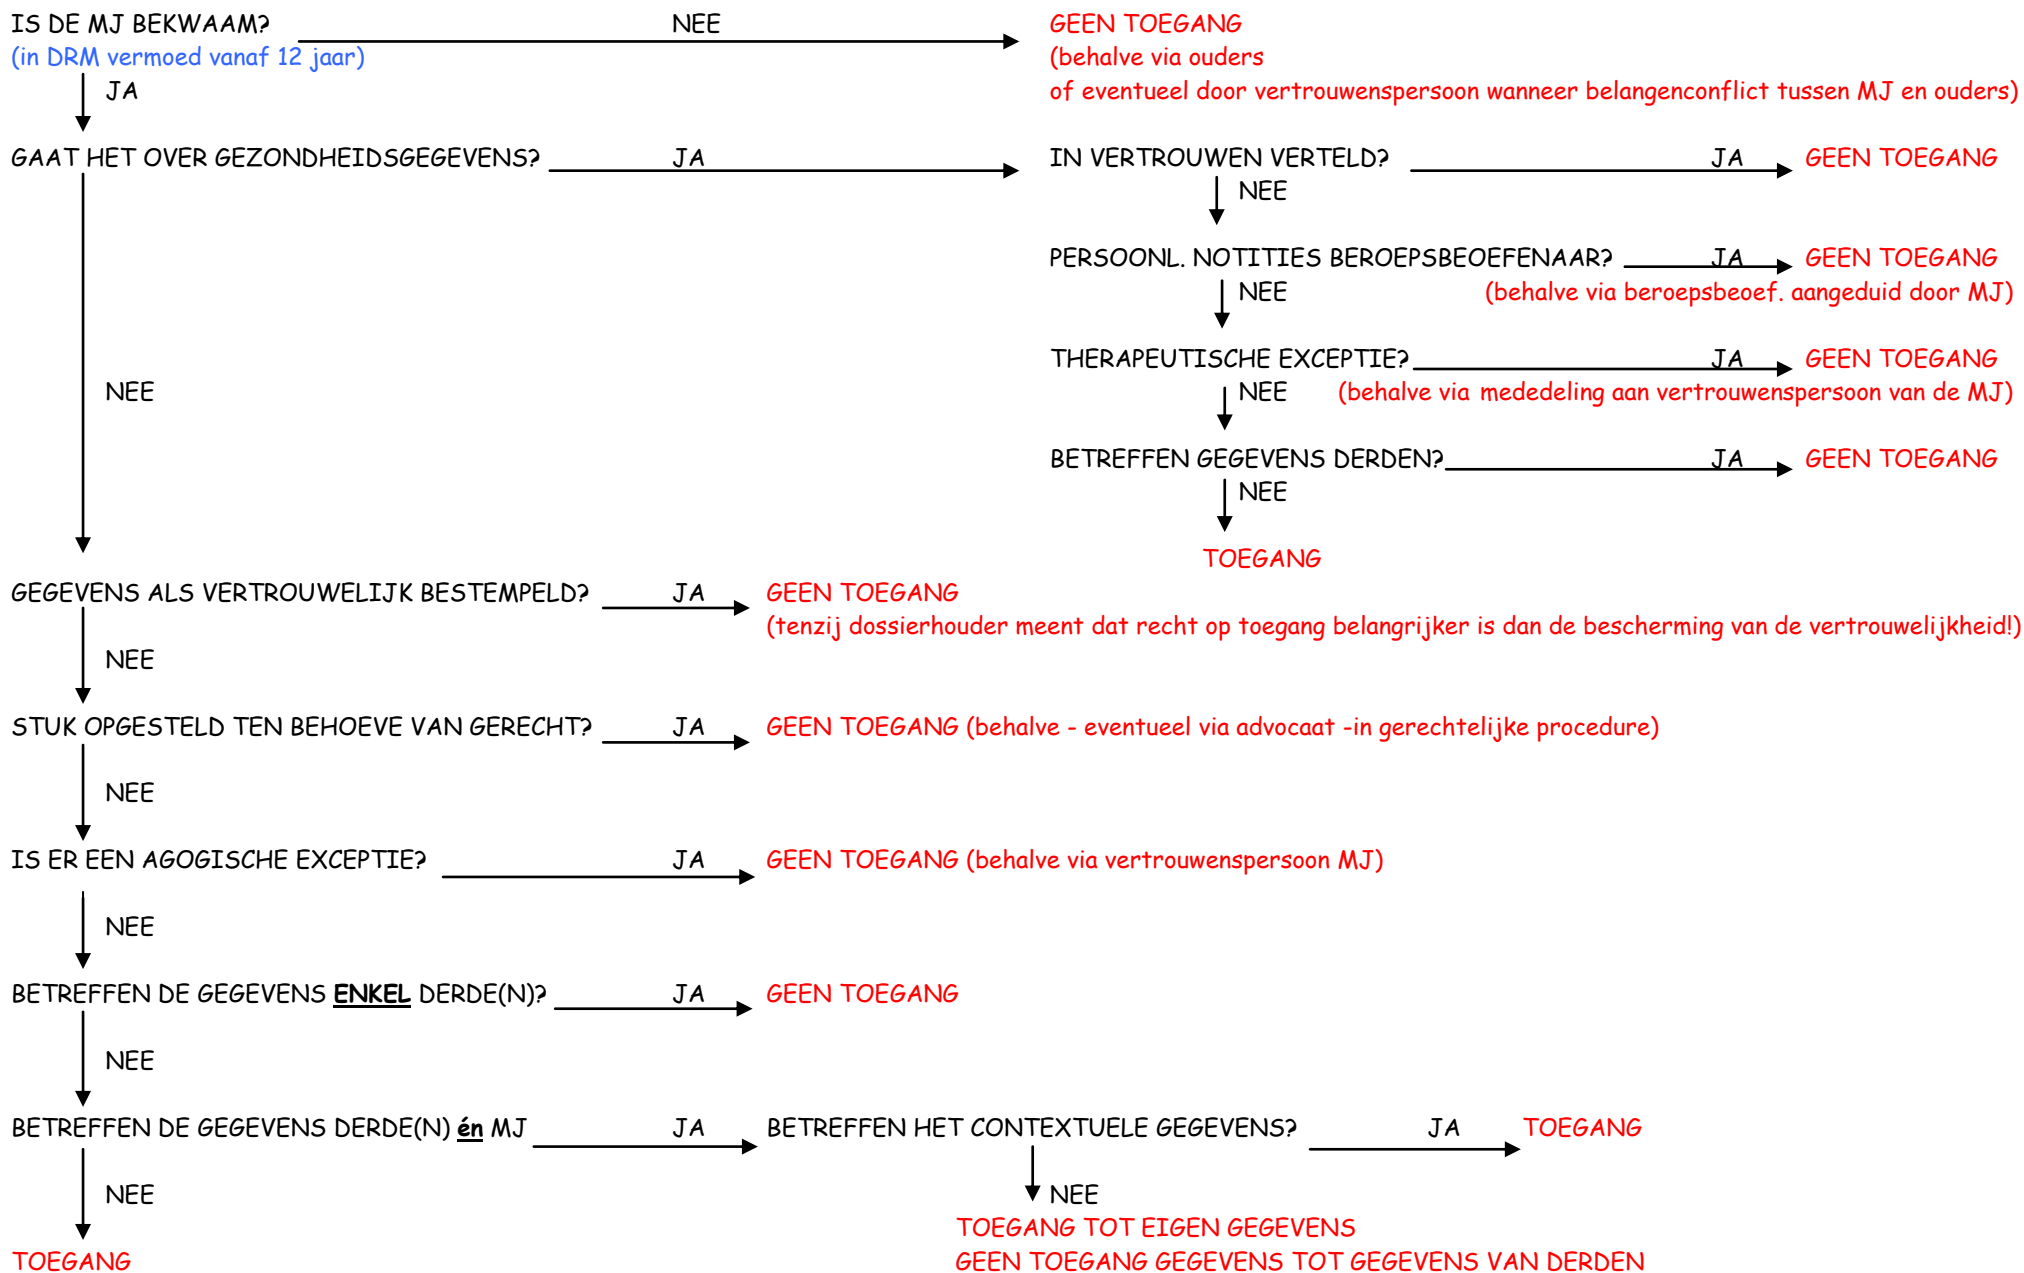 IS DE MJ BEKWAAM? NEE GEEN TOEGANG
(in DRM vermoed vanaf 12 jaar) (behalve via ouders
JA of eventueel door vertrouwenspersoon wanneer belangenconflict tussen MJ en ouders)
GAAT HET OVER GEZONDHEIDSGEGEVENS? JA IN VERTROUWEN VERTELD? JA GEEN TOEGANG
NEE
PERSOONL. NOTITIES BEROEPSBEOEFENAAR? JA GEEN TOEGANG
NEE (behalve via beroepsbeoef. aangeduid door MJ)
THERAPEUTISCHE EXCEPTIE? JA GEEN TOEGANG
NEE NEE (behalve via mededeling aan vertrouwenspersoon van de MJ)
BETREFFEN GEGEVENS DERDEN? JA GEEN TOEGANG
NEE
TOEGANG
GEGEVENS ALS VERTROUWELIJK BESTEMPELD? JA GEEN TOEGANG
(tenzij dossierhouder meent dat recht op toegang belangrijker is dan de bescherming van de vertrouwelijkheid!)
NEE
STUK OPGESTELD TEN BEHOEVE VAN GERECHT? JA GEEN TOEGANG (behalve - eventueel via advocaat -in gerechtelijke procedure)
NEE
IS ER EEN AGOGISCHE EXCEPTIE? JA GEEN TOEGANG (behalve via vertrouwenspersoon MJ)
NEE
BETREFFEN DE GEGEVENS ENKEL DERDE(N)? JA GEEN TOEGANG
NEE
BETREFFEN DE GEGEVENS DERDE(N) én MJ JA BETREFFEN HET CONTEXTUELE GEGEVENS? JA TOEGANG
NEE NEE
TOEGANG TOT EIGEN GEGEVENS
TOEGANG GEEN TOEGANG GEGEVENS TOT GEGEVENS VAN DERDEN